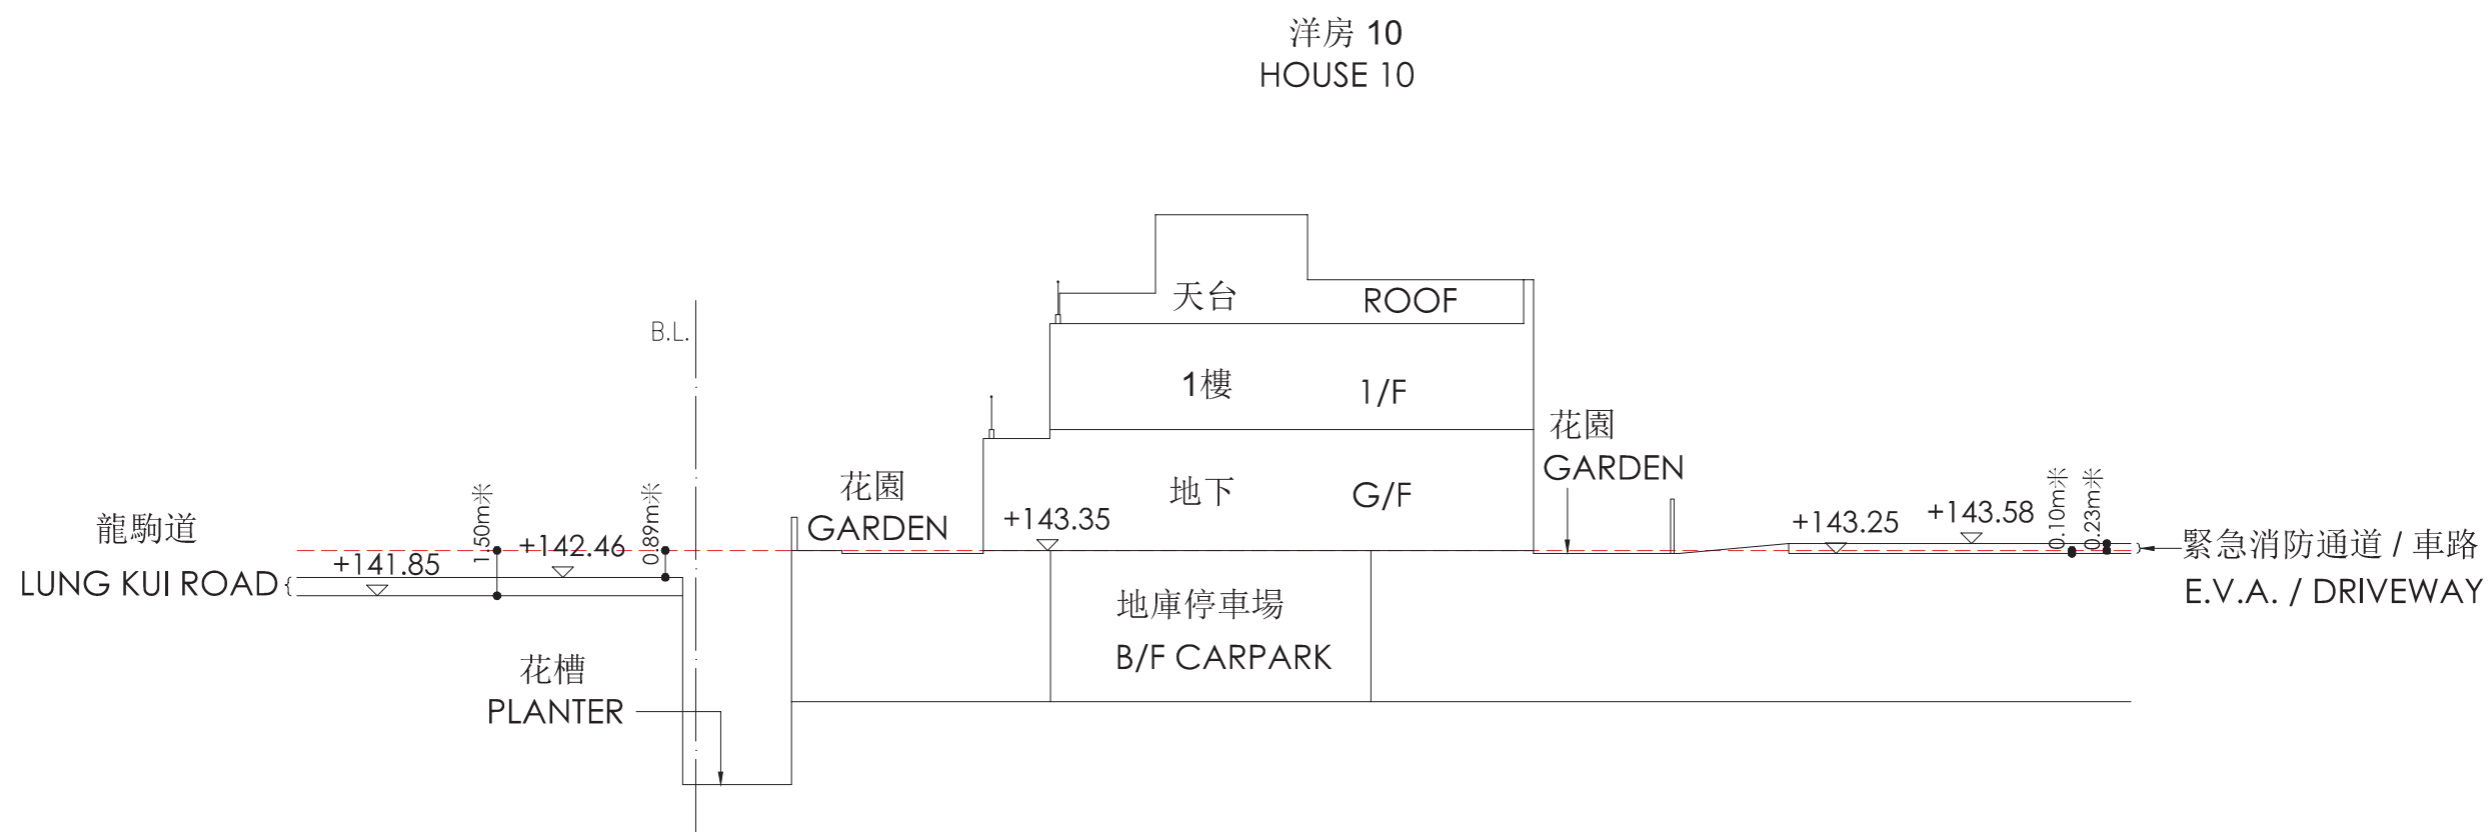 洋房 10
HOUSE 10
B.L.
天台 ROOF
1樓 1/F
地下 G/F
花園
GARDEN
花園
GARDEN
龍駒道
LUNG KUI ROAD
+141.85
1.50m米
+142.46
0.89m米
+143.35
+143.25
+143.58
0.10m米
0.23m米
緊急消防通道 / 車路
E.V.A. / DRIVEWAY
地庫停車場
B/F CARPARK
花槽
PLANTER